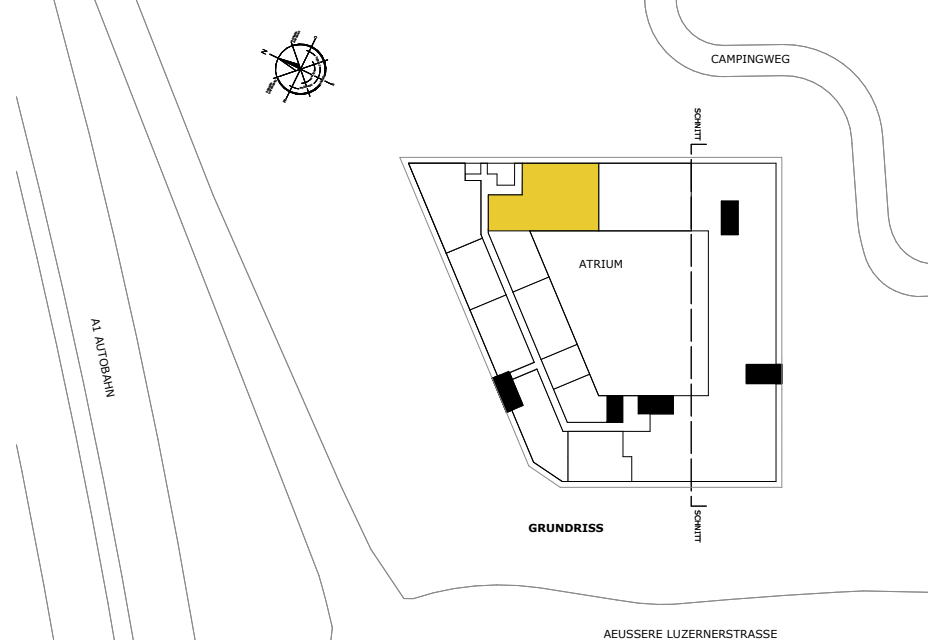 CAMPINGWEG
N
SCHNITT
ATRIUM
A1 AUTOBAHN
SCHNITT
GRUNDRISS
AEUSSERE LUZERNERSTRASSE